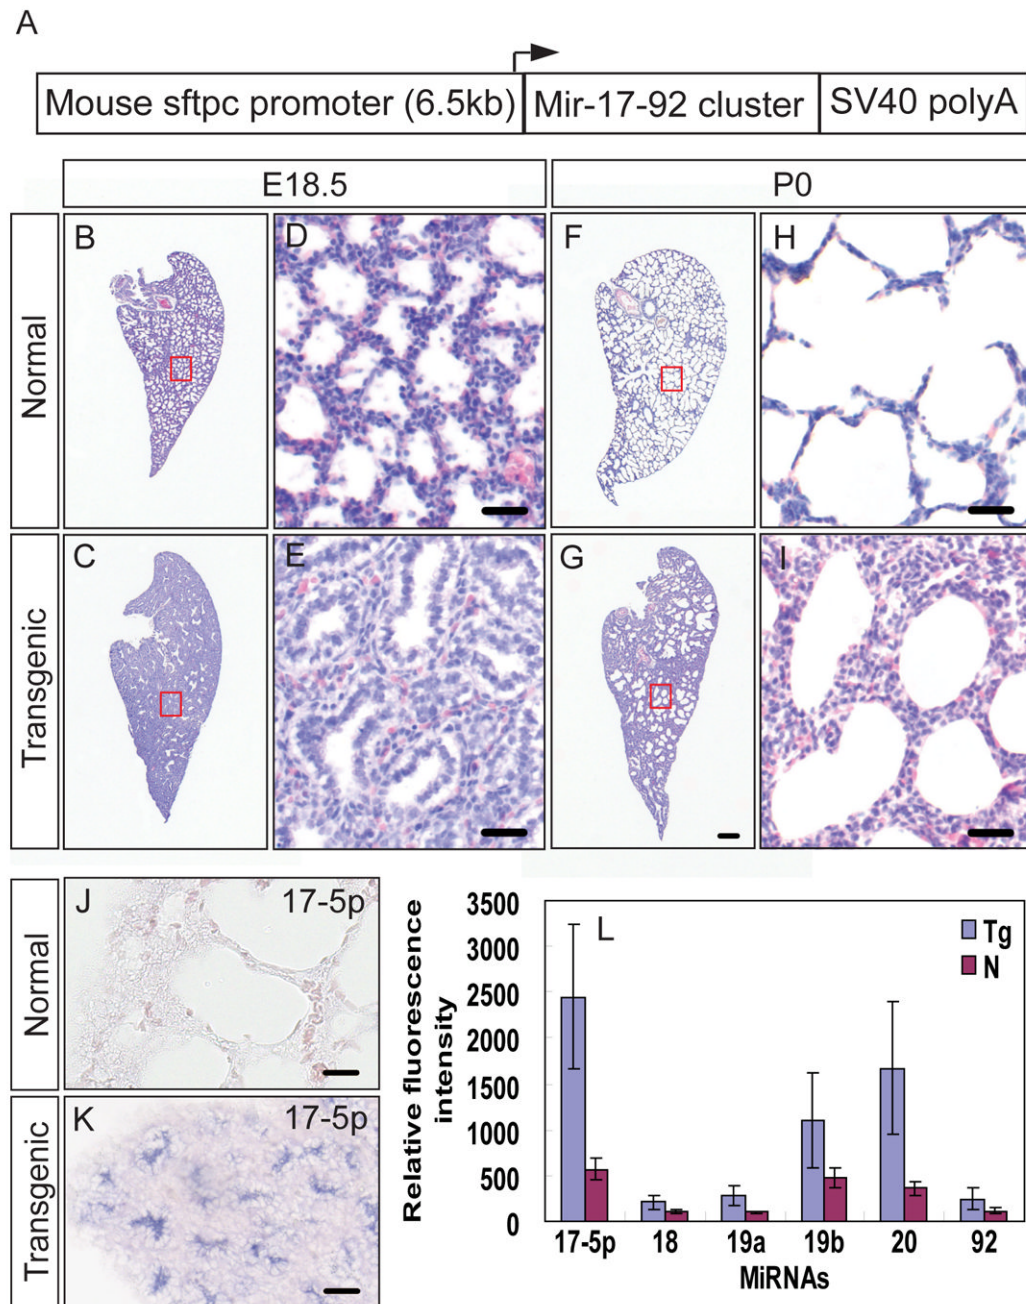 A
Mouse sftpc promoter (6.5kb) Mir-17-92 cluster SV40 polyA
E18.5 P0
Normal
B D F H
Transgenic
C E G I
Normal
J 17-5p
Transgenic
K 17-5p
L
Relative fluorescence
intensity
3500
3000
2500
2000
1500
1000
500
0
Tg
N
17-5p 18 19a 19b 20 92
MiRNAs